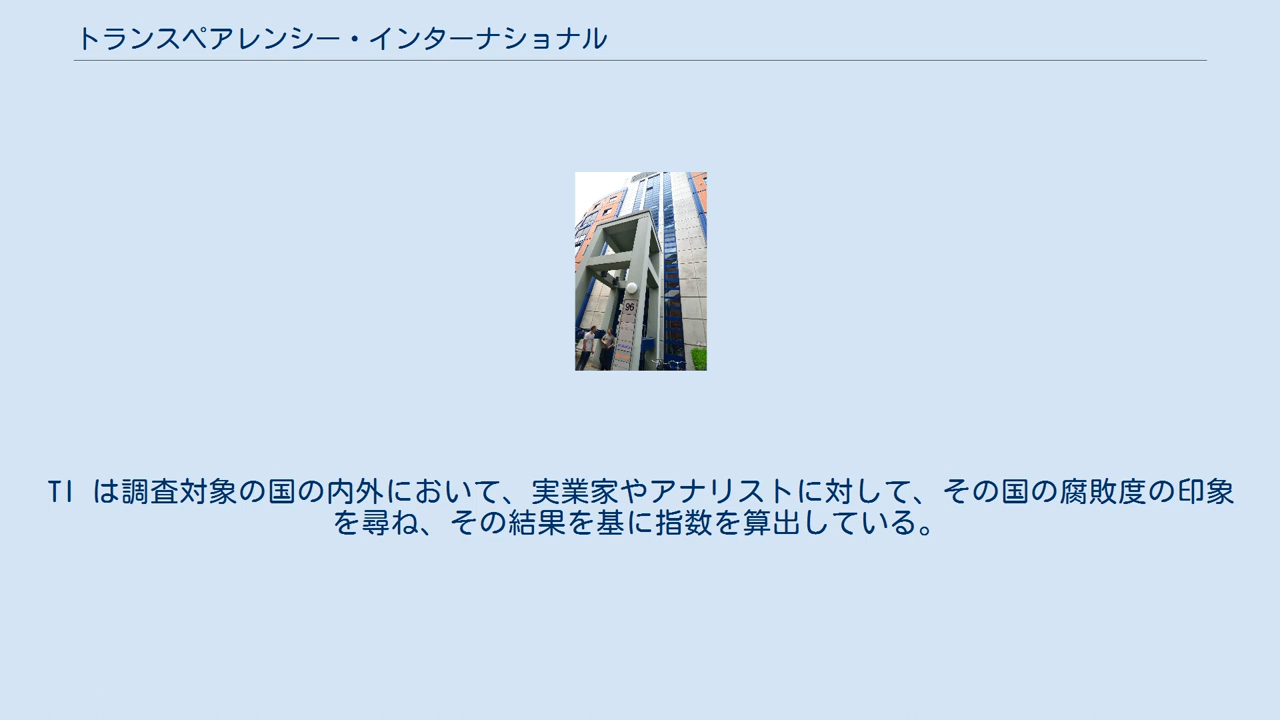 トランスペアレンシー・インターナショナル
96
TI は調査対象の国の内外において、実業家やアナリストに対して、その国の腐敗度の印象
を尋ね、その結果を基に指数を算出している。